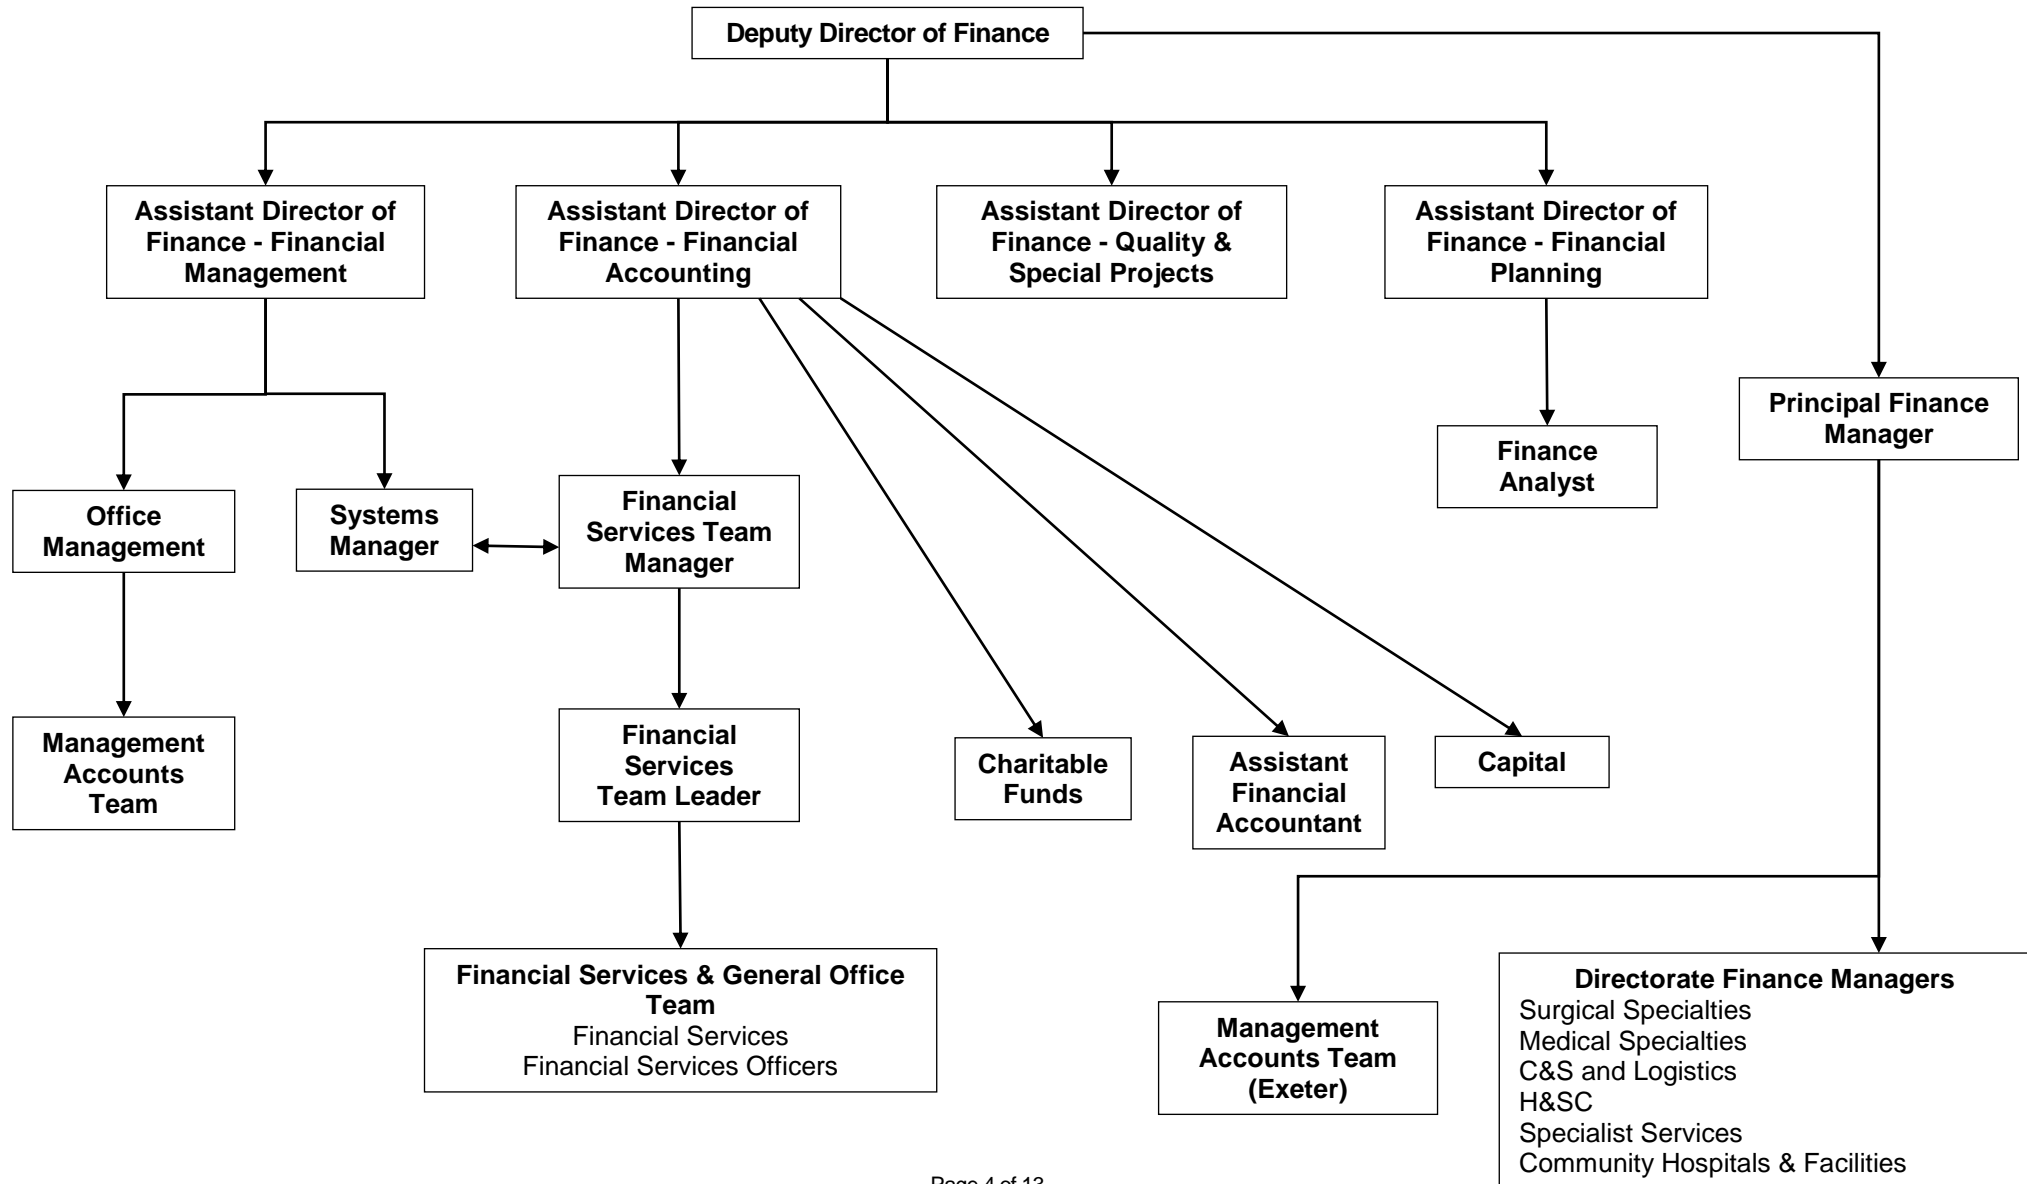 Deputy Director of Finance
Assistant Director of
Finance - Financial
Management
Assistant Director of
Finance - Financial
Accounting
Assistant Director of
Finance - Quality &
Special Projects
Assistant Director of
Finance - Financial
Planning
Principal Finance
Manager
Finance
Analyst
Office
Management
Systems
Manager
Financial
Services Team
Manager
Management
Accounts
Team
Financial
Services
Team Leader
Charitable
Funds
Assistant
Financial
Accountant
Capital
Financial Services & General Office
Team
Financial Services
Financial Services Officers
Management
Accounts Team
(Exeter)
Directorate Finance Managers
Surgical Specialties
Medical Specialties
C&S and Logistics
H&SC
Specialist Services
Community Hospitals & Facilities
Page 4 of 13